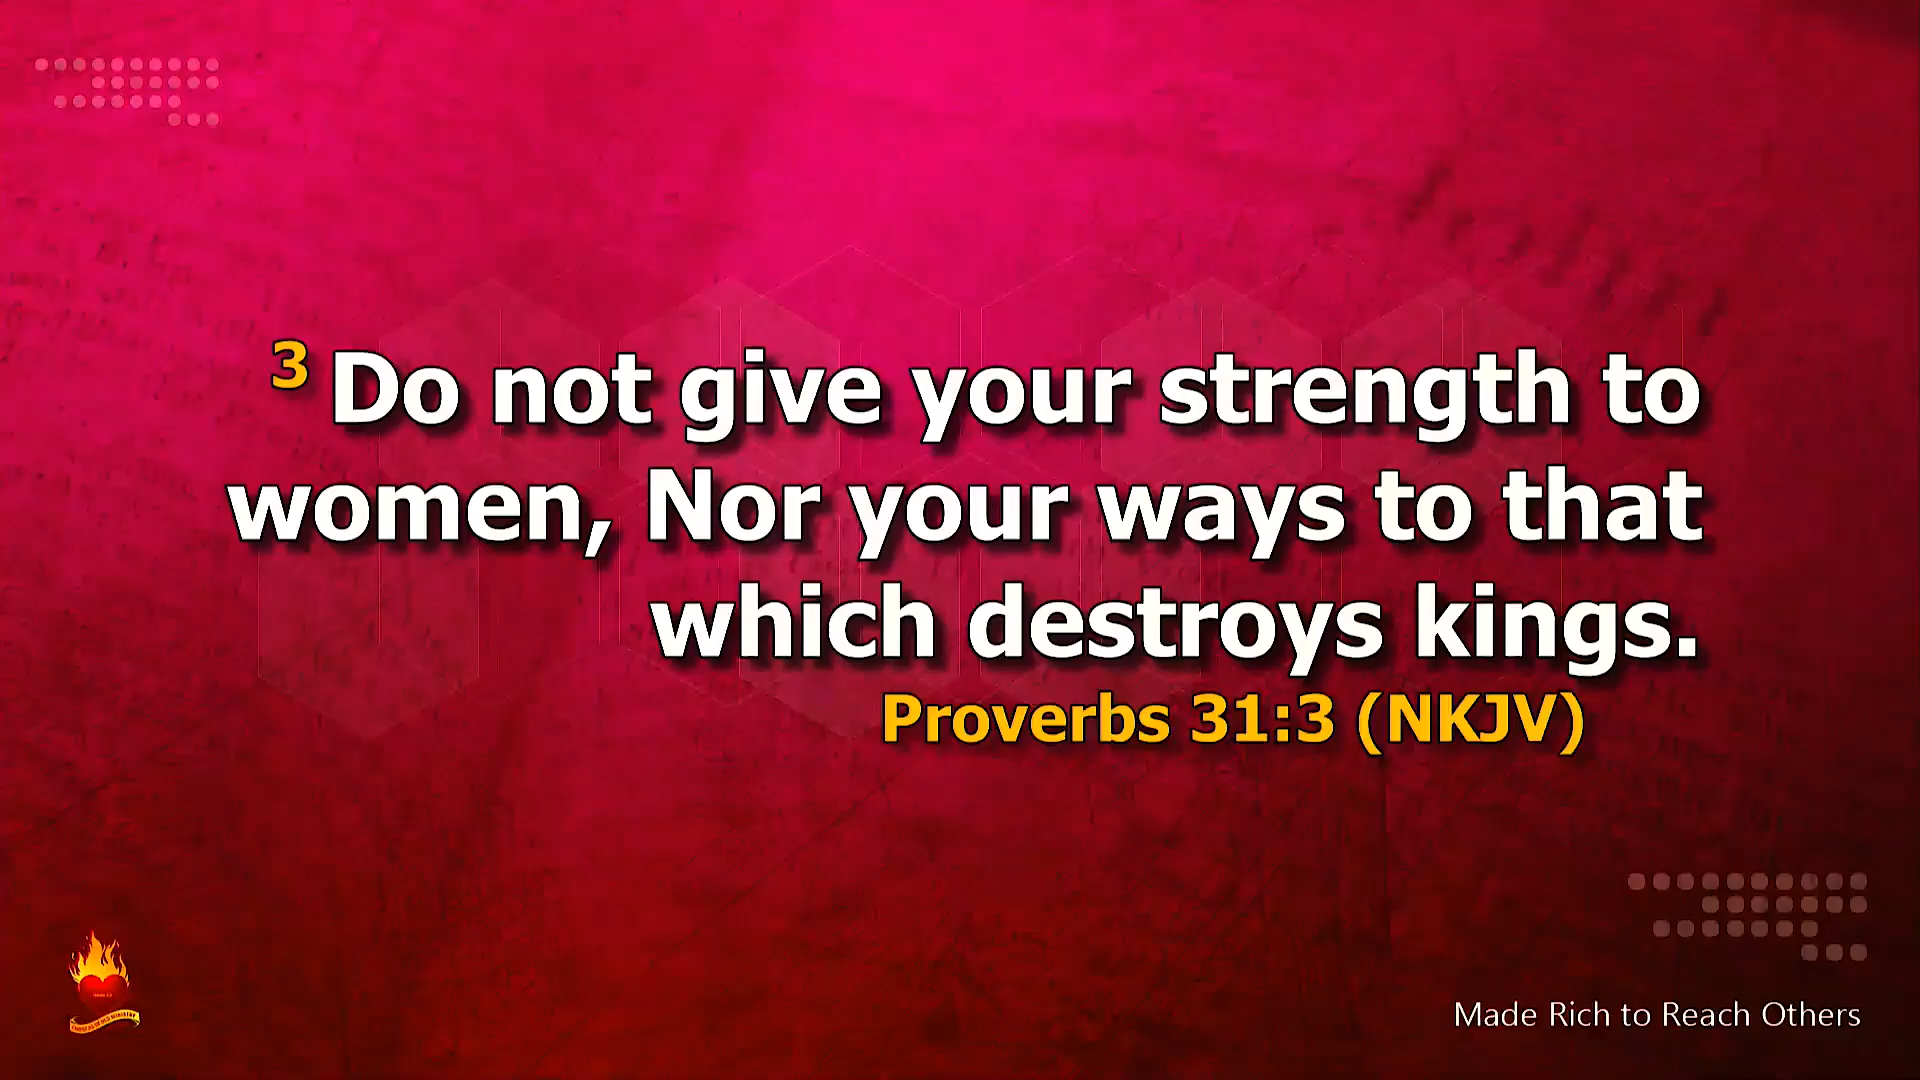 3 Do not give your strength to
women, Nor your ways to that
which destroys kings.
Proverbs 31:3 (NKJV)
Made Rich to Reach Others